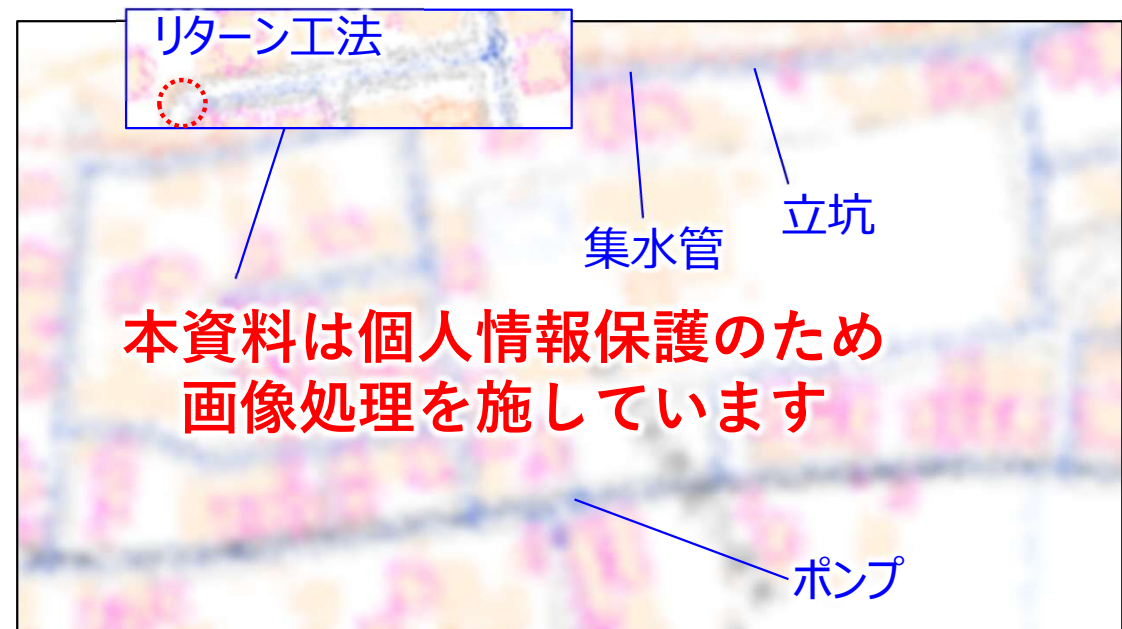 リターン工法
立坑
集水管
本資料は個人情報保護のため
画像処理を施しています
ポンプ